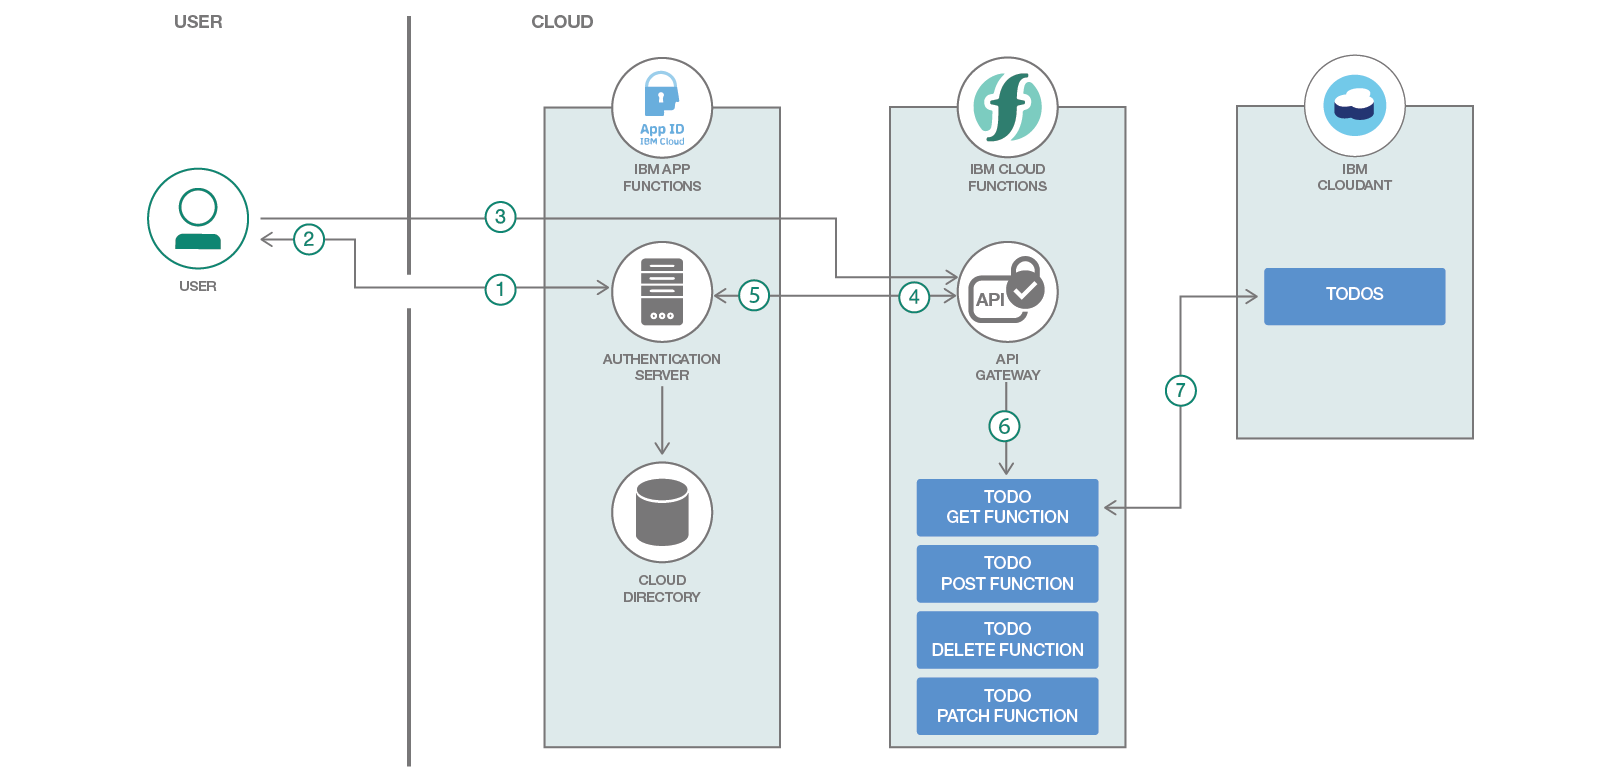 USER
CLOUD
App ID
IBM Cloud
IBM APP
FUNCTIONS
f
IBM CLOUD
FUNCTIONS
IBM
CLOUDANT
USER
3
2
1
5
4
API
AUTHENTICATION
SERVER
API
GATEWAY
TODOS
7
6
CLOUD
DIRECTORY
TODO
GET FUNCTION
TODO
POST FUNCTION
TODO
DELETE FUNCTION
TODO
PATCH FUNCTION